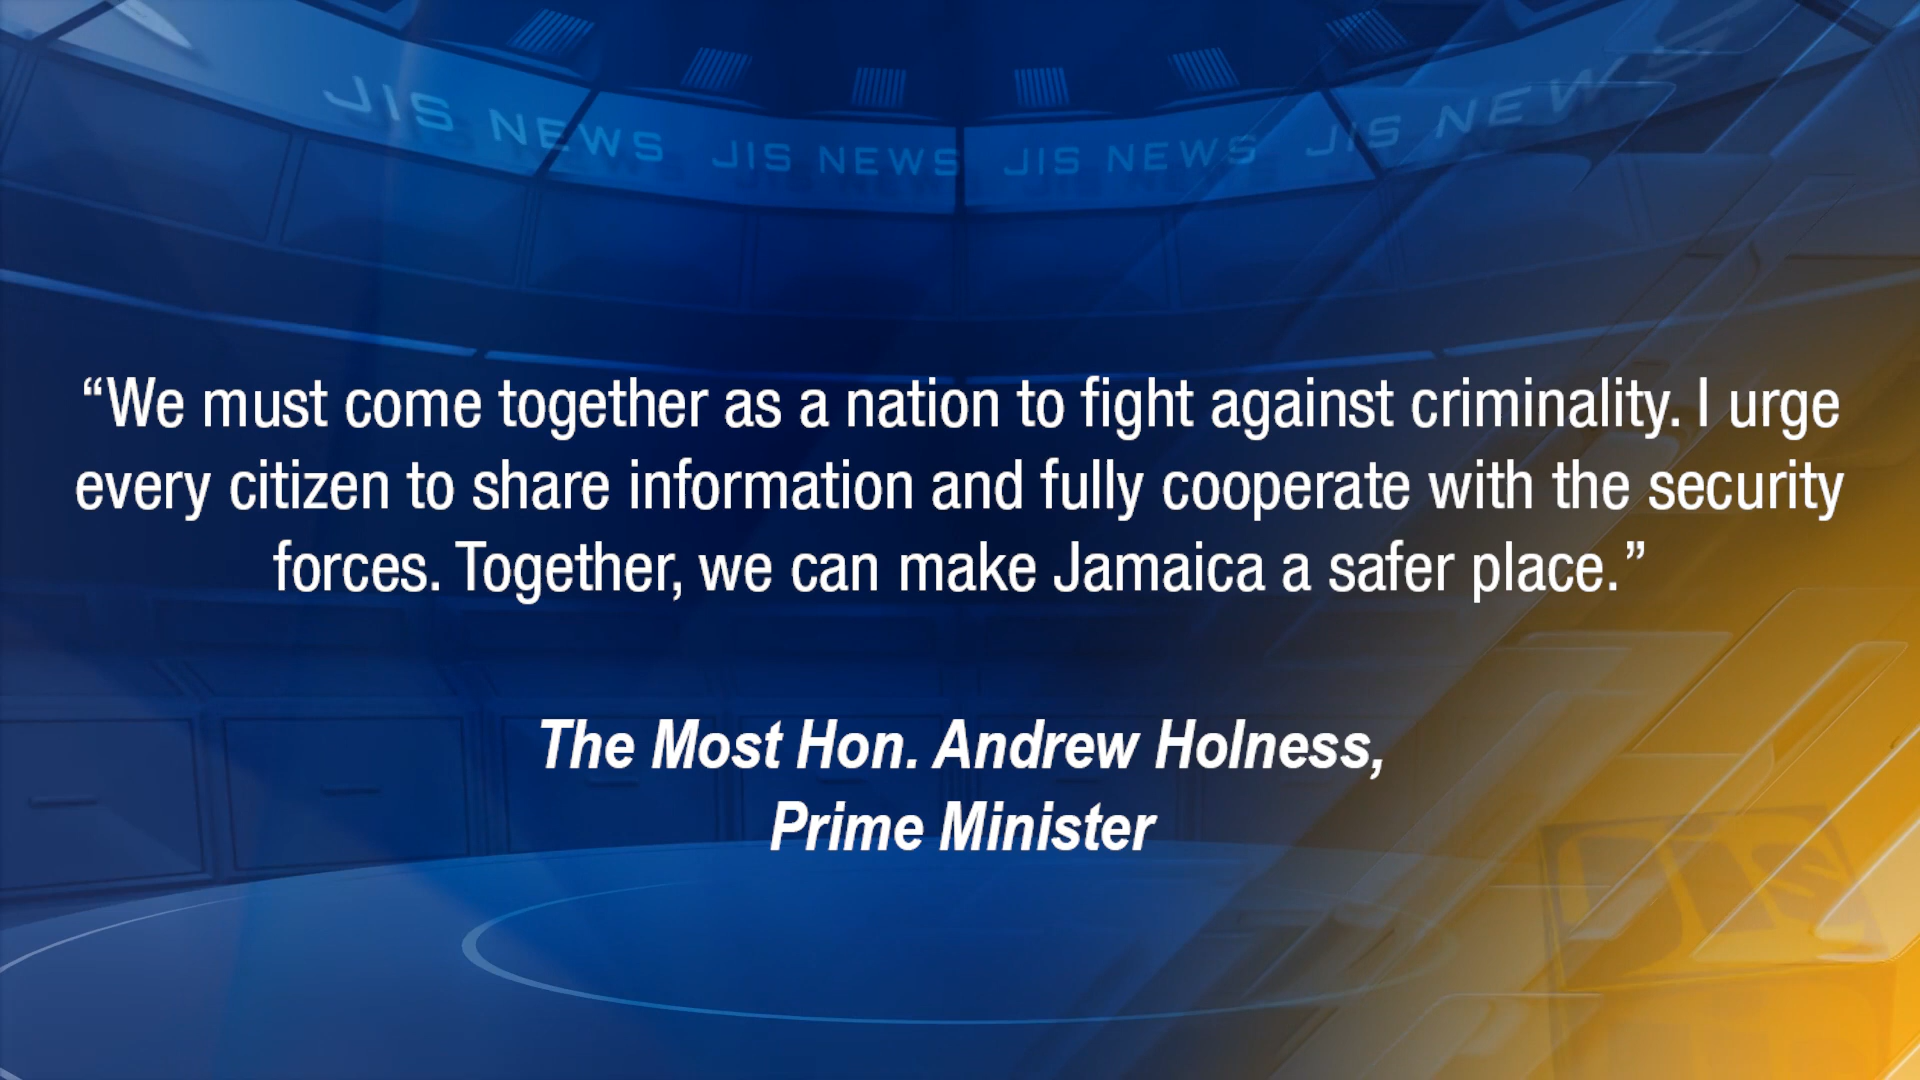 JIS NEWS JIS NEWS JIS NEWS JIS NEWS
“We must come together as a nation to fight against criminality. I urge
every citizen to share information and fully cooperate with the security
forces. Together, we can make Jamaica a safer place.”
The Most Hon. Andrew Holness,
Prime Minister
JIS